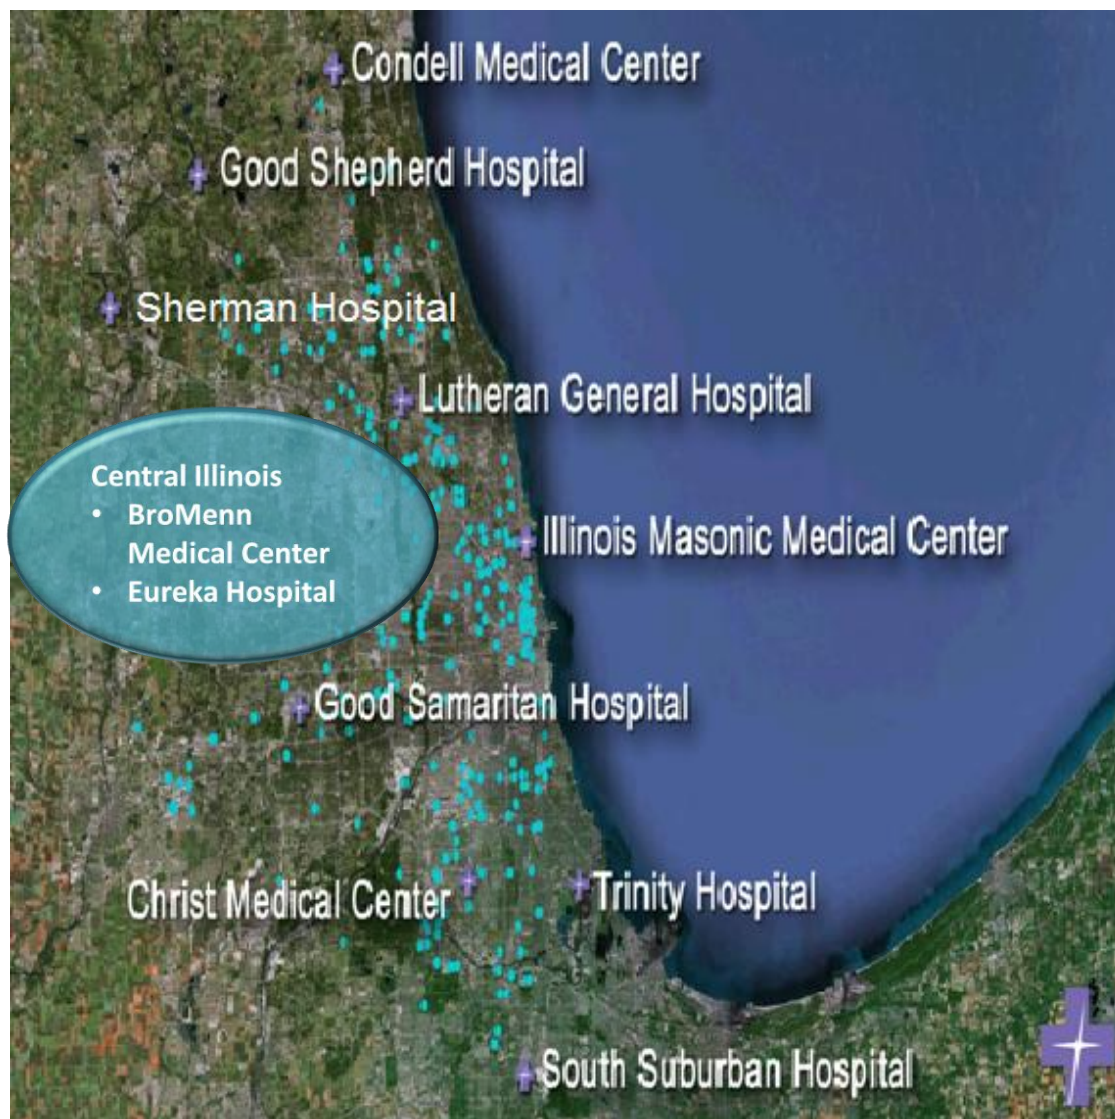 Condell Medical Center
Good Shepherd Hospital
Sherman Hospital
Lutheran General Hospital
Central Illinois
• BroMenn
Medical Center
• Eureka Hospital
Illinois Masonic Medical Center
Good Samaritan Hospital
Christ Medical Center
Trinity Hospital
South Suburban Hospital